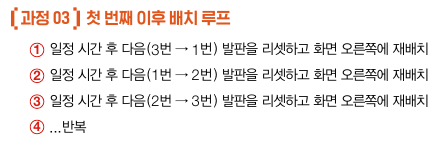 [과정 03] 첫 번째 이후 배치 루프
① 일정 시간 후 다음(3번 → 1번) 발판을 리셋하고 화면 오른쪽에 재배치
② 일정 시간 후 다음(1번 → 2번) 발판을 리셋하고 화면 오른쪽에 재배치
③ 일정 시간 후 다음(2번 → 3번) 발판을 리셋하고 화면 오른쪽에 재배치
④ ...반복